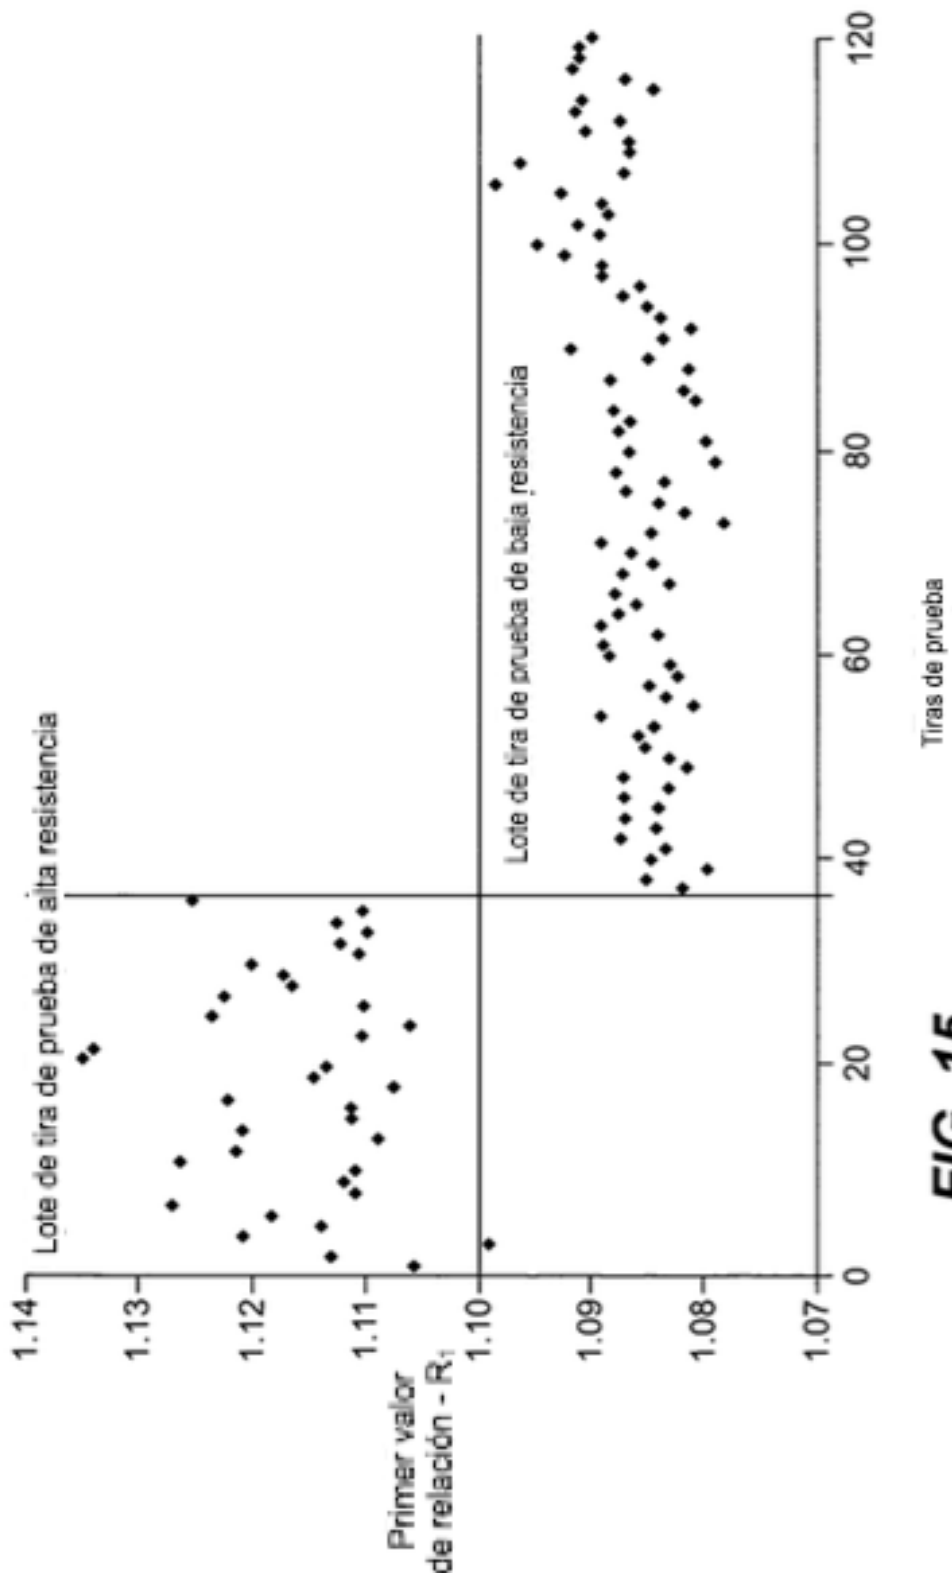 Lote de tira de prueba de alta resistencia
Lote de tira de prueba de baja resistencia
Primer valor
de relación - R₁
1.14
1.13
1.12
1.11
1.10
1.09
1.08
1.07
0
20
40
60
80
100
120
Tiras de prueba
FIG. 15